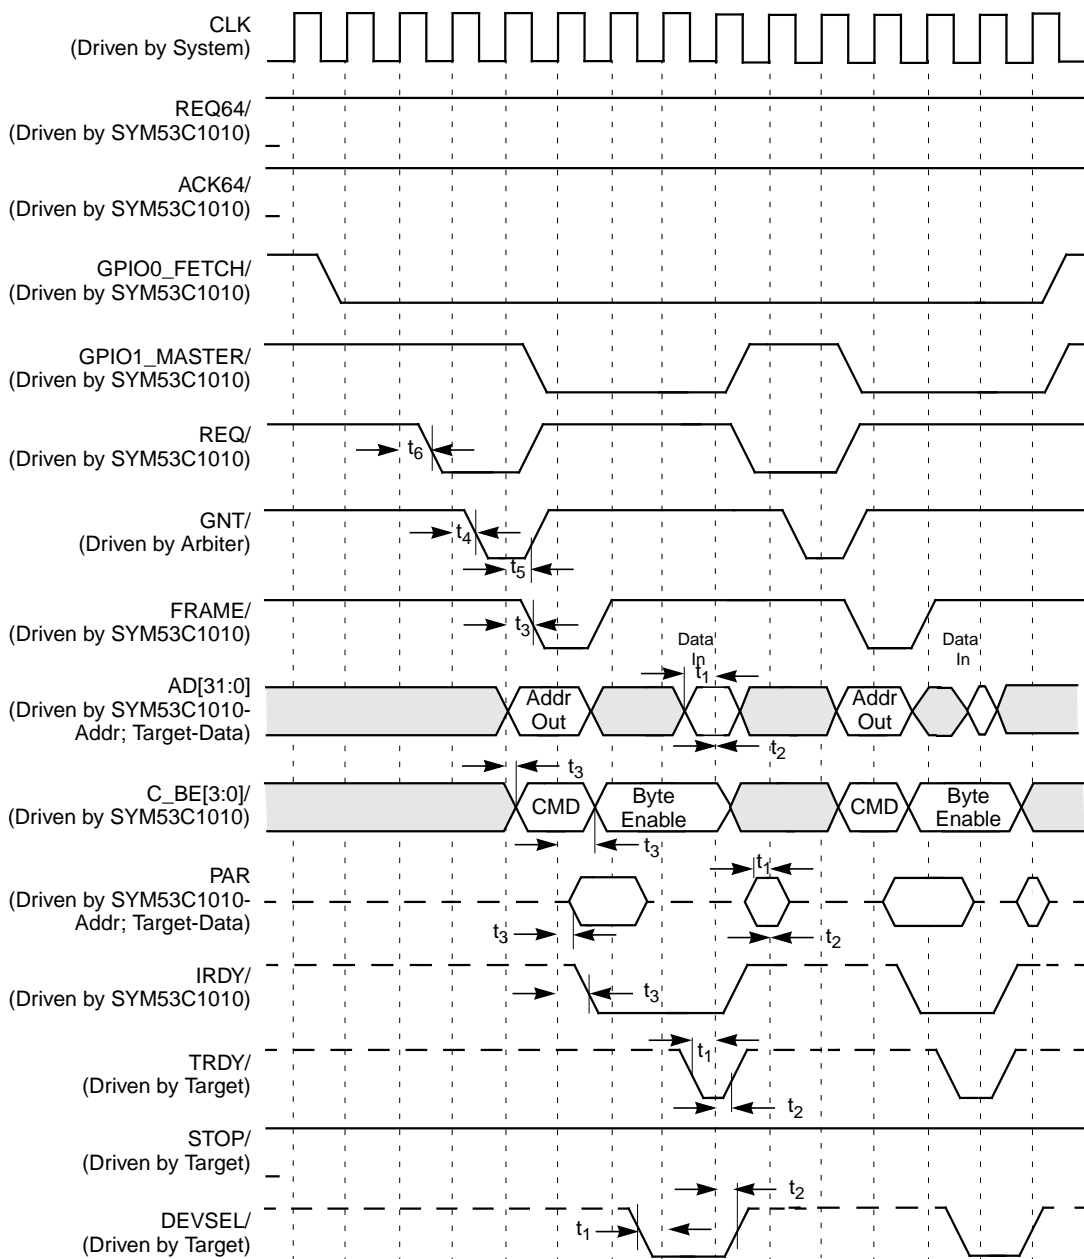 CLK
(Driven by System)
REQ64/
(Driven by SYM53C1010)
ACK64/
(Driven by SYM53C1010)
GPIO0_FETCH/
(Driven by SYM53C1010)
GPIO1_MASTER/
(Driven by SYM53C1010)
REQ/
(Driven by SYM53C1010)
t6
GNT/
(Driven by Arbiter)
t4
t5
FRAME/
(Driven by SYM53C1010)
t3
Data
In
Data
In
t1
AD[31:0]
(Driven by SYM53C1010-
Addr; Target-Data)
Addr
Out
Addr
Out
t2
t3
C_BE[3:0]/
(Driven by SYM53C1010)
CMD
Byte
Enable
CMD
Byte
Enable
t3
PAR
(Driven by SYM53C1010-
Addr; Target-Data)
t1
t3
t2
IRDY/
(Driven by SYM53C1010)
t3
TRDY/
(Driven by Target)
t1
t2
STOP/
(Driven by Target)
t2
DEVSEL/
(Driven by Target)
t1